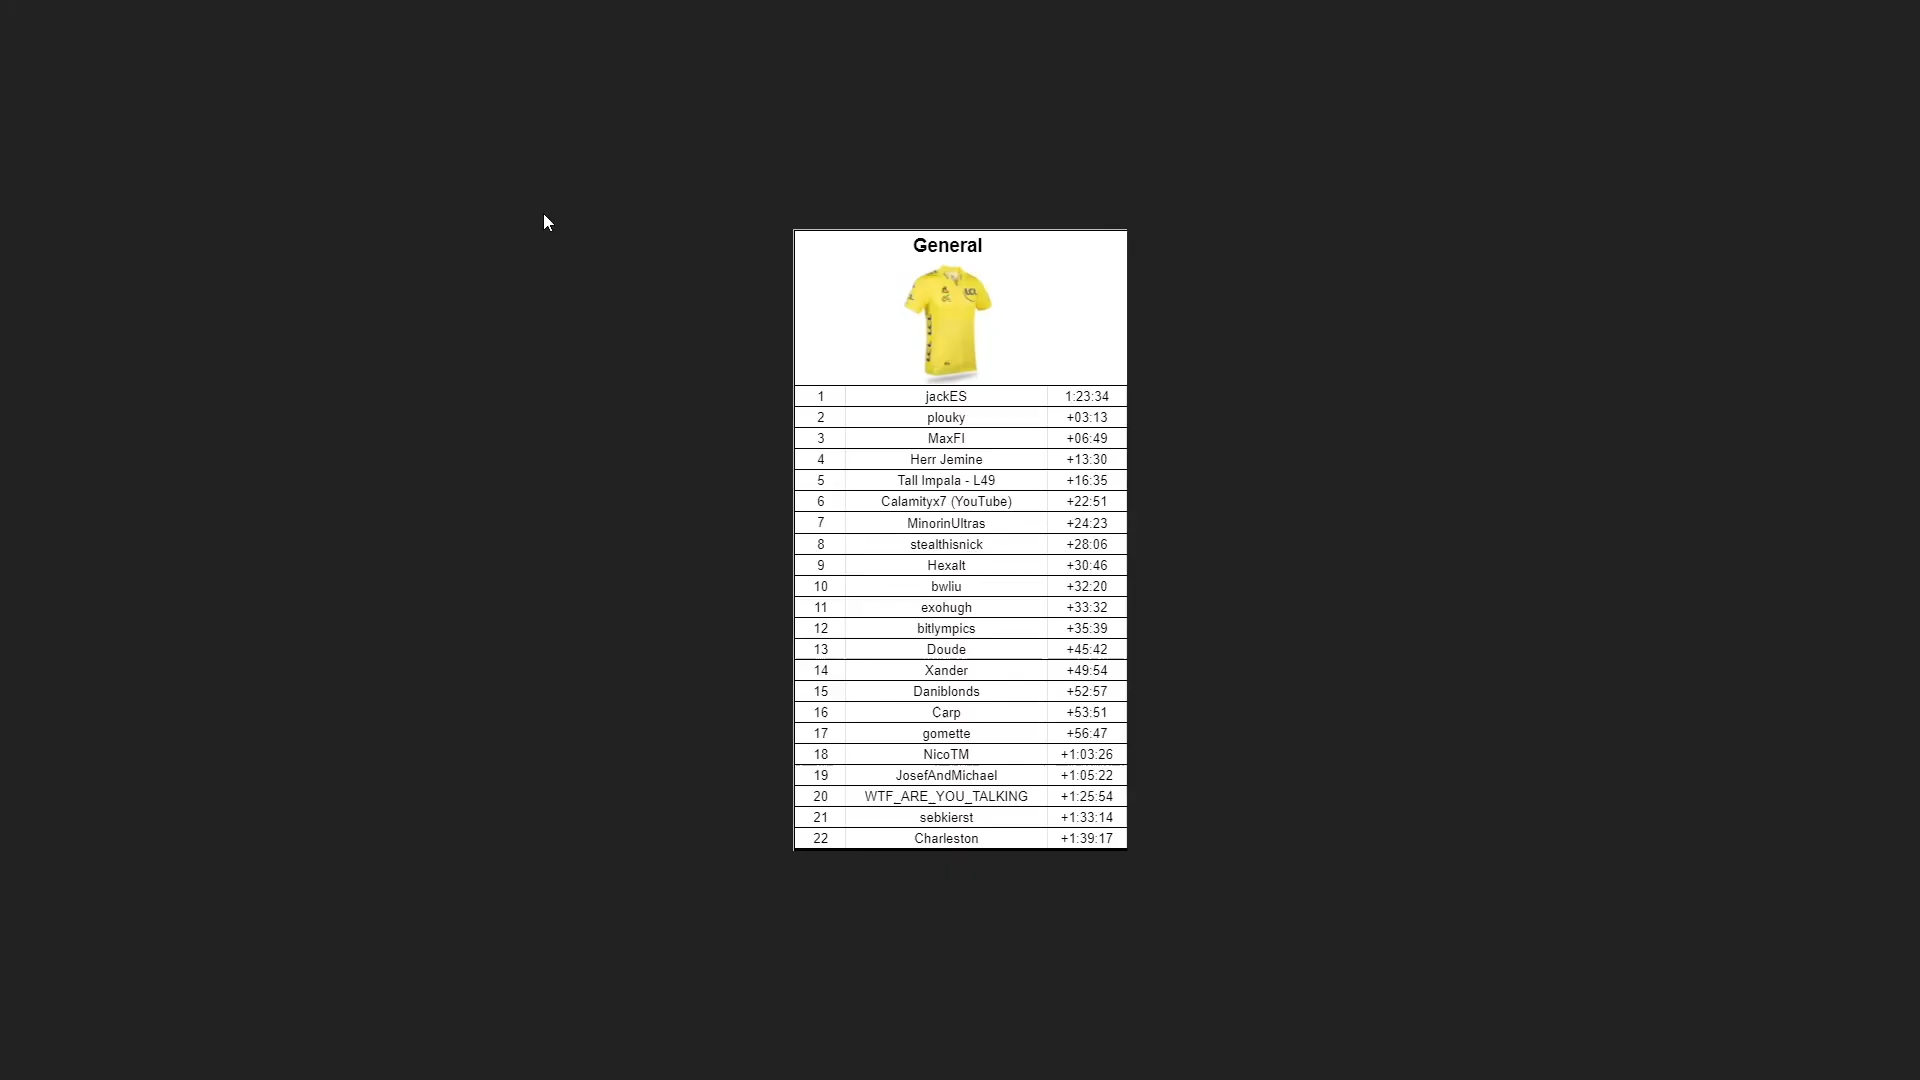 General
LCL
1 jackES 1:23:34
2 plouky +03:13
3 MaxFl +06:49
4 Herr Jemine +13:30
5 Tall Impala - L49 +16:35
6 Calamityx7 (YouTube) +22:51
7 MinorinUltras +24:23
8 stealthisnick +28:06
9 Hexalt +30:46
10 bwliu +32:20
11 exohugh +33:32
12 bitlympics +35:39
13 Doude +45:42
14 Xander +49:54
15 Daniblonds +52:57
16 Carp +53:51
17 gomette +56:47
18 NicoTM +1:03:26
19 JosefAndMichael +1:05:22
20 WTF_ARE_YOU_TALKING +1:25:54
21 sebkierst +1:33:14
22 Charleston +1:39:17